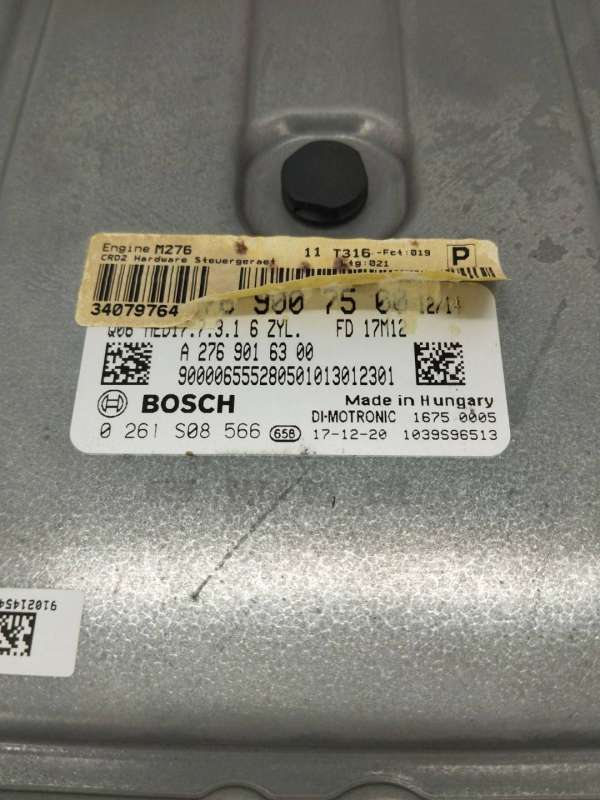 Engine M276 11 T316 -Fct:019
CRD2 Hardware Steuergeraet Ltg:021 P
34079764
900 75 00 12/14
Q06 MED17.7.3.1 6 ZYL. FD 17M12
A 276 901 63 00
900006555280501013012301
BOSCH Made in Hungary
DI-MOTRONIC 1675 0005
0 261 S08 566 658 17-12-20 1039S96513
9102145